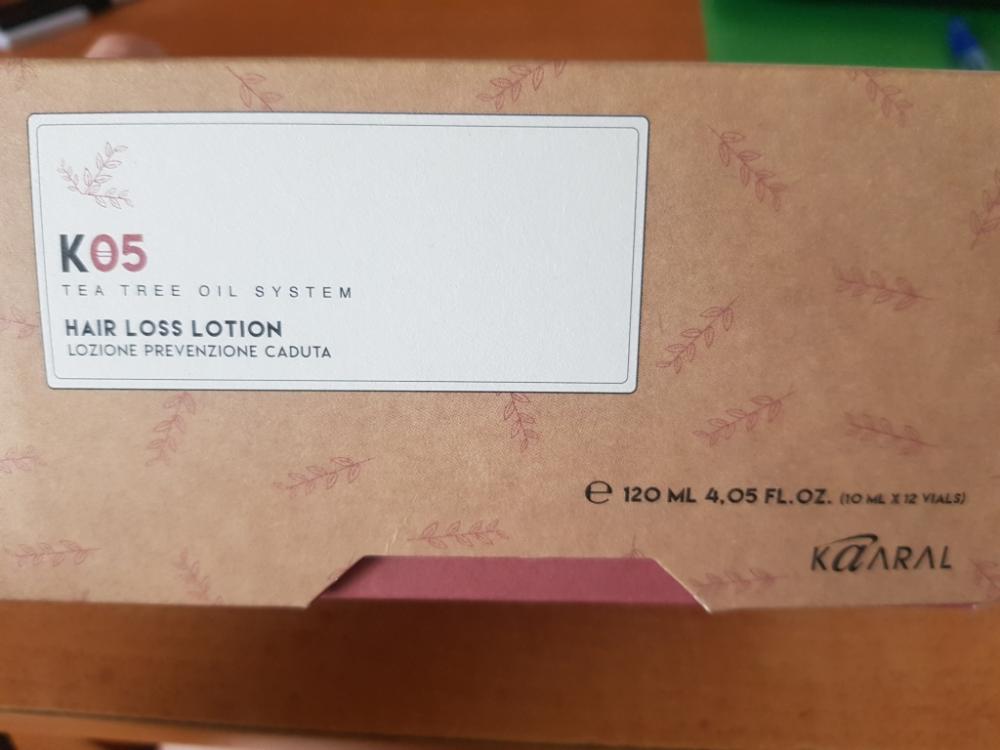 K05
TEA TREE OIL SYSTEM
HAIR LOSS LOTION
LOZIONE PREVENZIONE CADUTA
℮ 120 ML 4,05 FL.OZ. (10 ML X 12 VIALS)
KAARAL